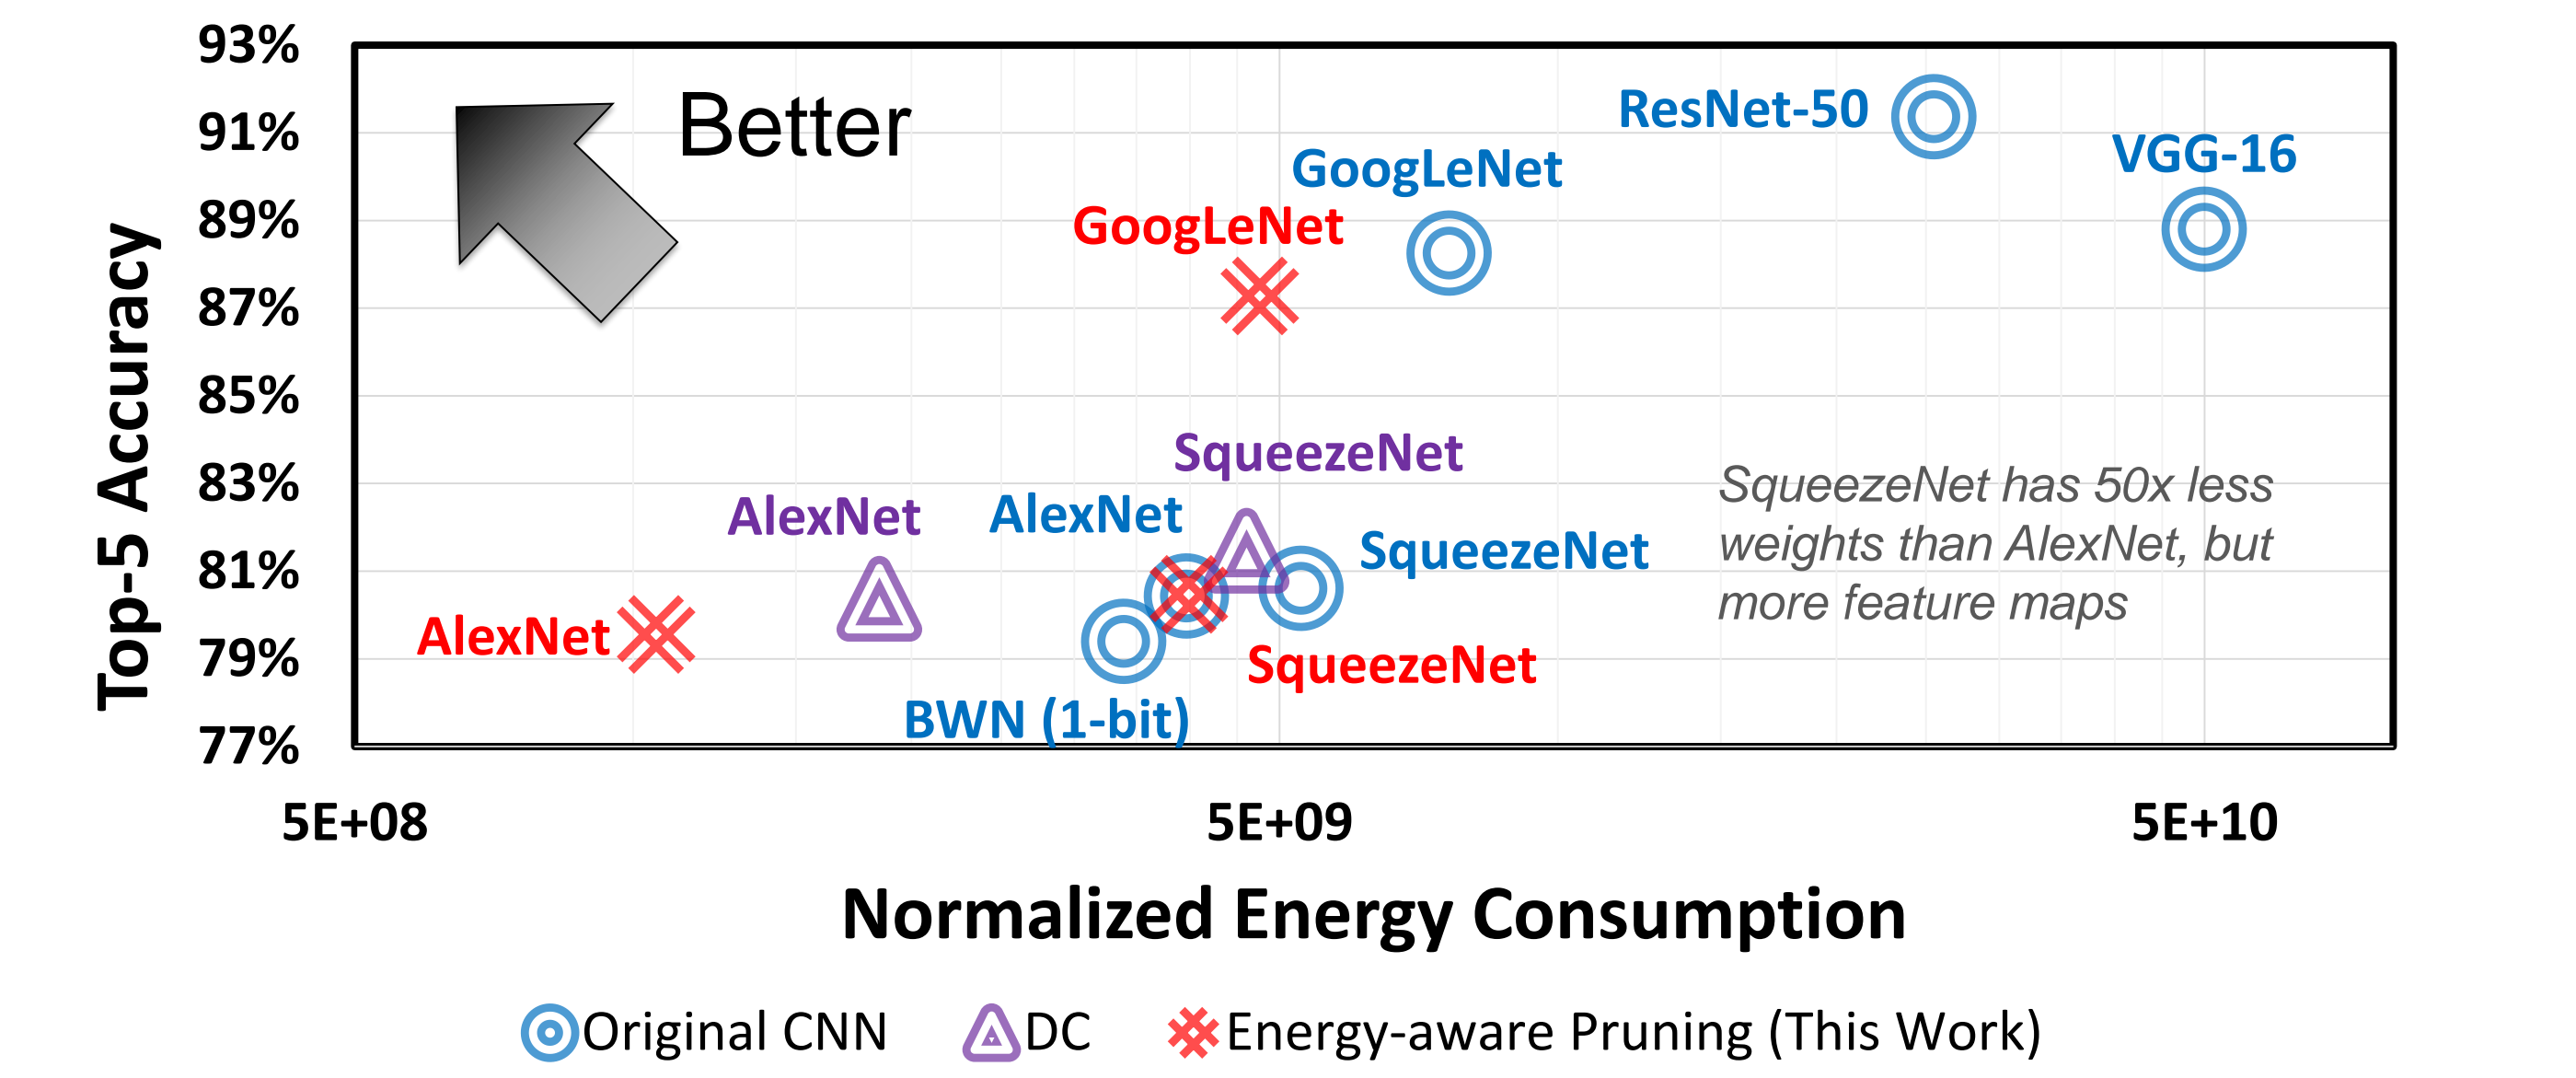 93%
91%
89%
87%
85%
83%
81%
79%
77%
Top-5 Accuracy
Better
ResNet-50
VGG-16
GoogLeNet
GoogLeNet
SqueezeNet
AlexNet
AlexNet
SqueezeNet
AlexNet
SqueezeNet
BWN (1-bit)
SqueezeNet has 50x less
weights than AlexNet, but
more feature maps
5E+08
5E+09
5E+10
Normalized Energy Consumption
Original CNN
DC
Energy-aware Pruning (This Work)